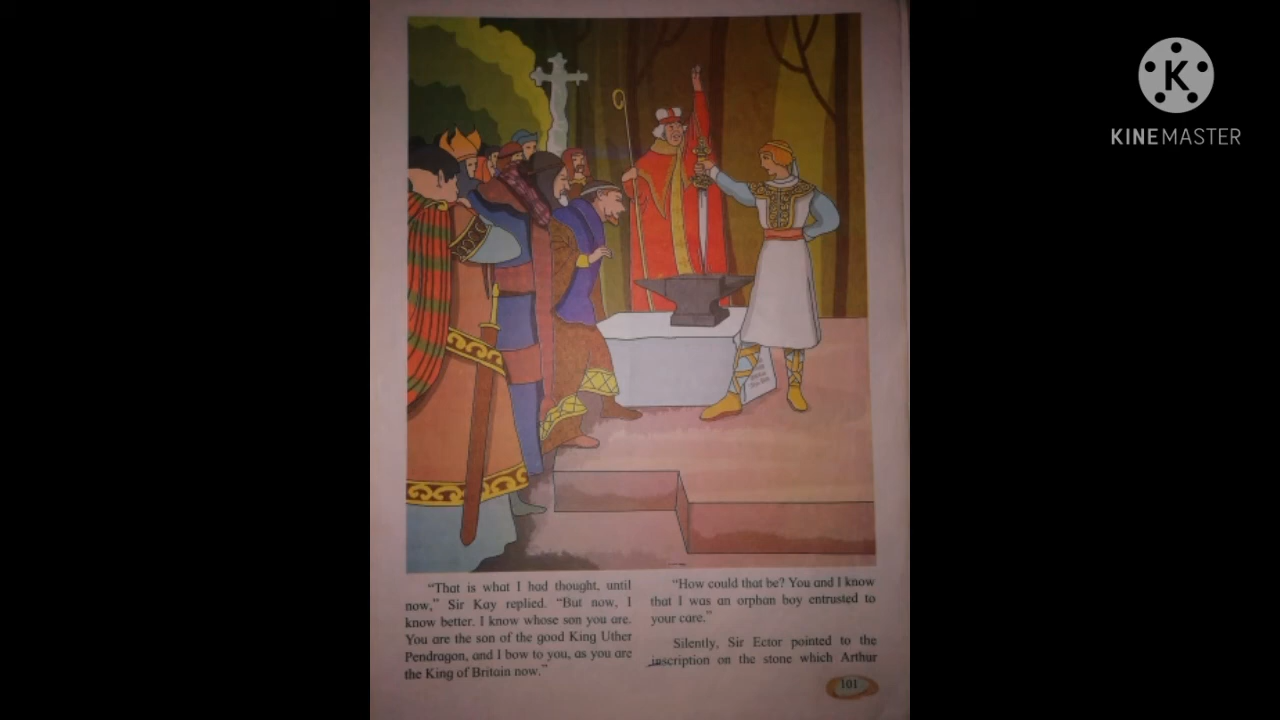 KINEMASTER
"That is what I had thought, until
now," Sir Kay replied. "But now, I
know better. I know whose son you are.
You are the son of the good King Uther
Pendragon, and I bow to you, as you are
the King of Britain now."
"How could that be? You and I know
that I was an orphan boy entrusted to
your care."
Silently, Sir Ector pointed to the
inscription on the stone which Arthur
101